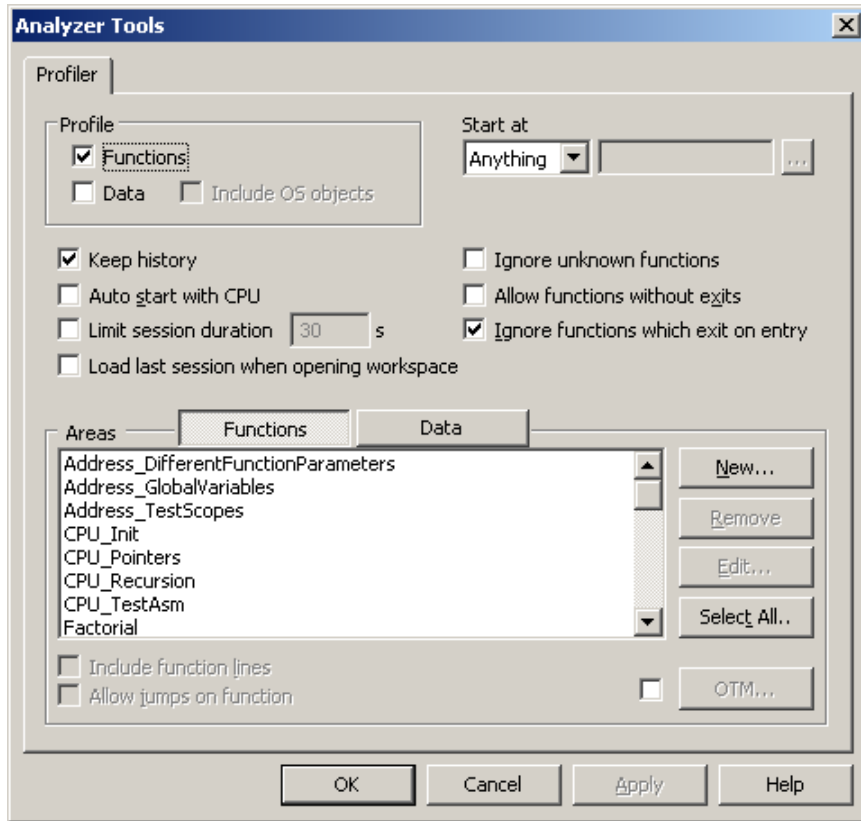 Analyzer Tools
Profiler
Profile
Functions
Data
Include OS objects
Start at
Anything
...
Keep history
Auto start with CPU
Limit session duration 30 s
Load last session when opening workspace
Ignore unknown functions
Allow functions without exits
Ignore functions which exit on entry
Areas
Functions
Data
Address_DifferentFunctionParameters
Address_GlobalVariables
Address_TestScopes
CPU_Init
CPU_Pointers
CPU_Recursion
CPU_TestAsm
Factorial
New...
Remove
Edit...
Select All..
Include function lines
Allow jumps on function
OTM...
OK
Cancel
Apply
Help